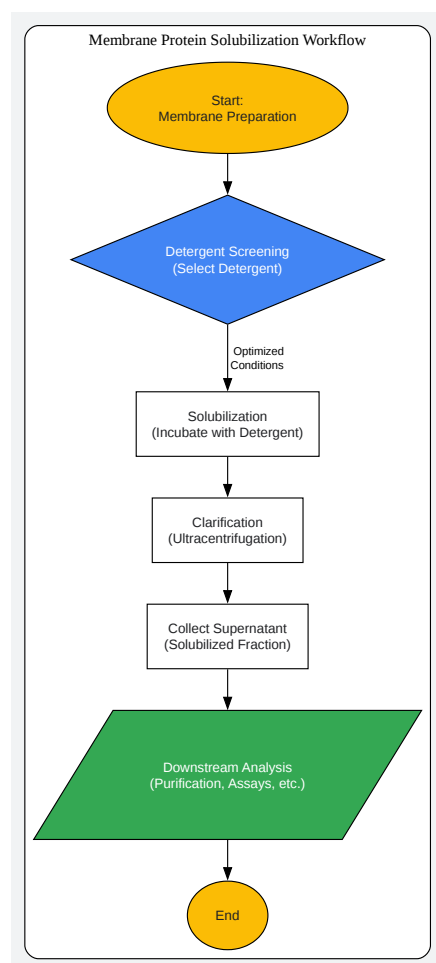 Membrane Protein Solubilization Workflow
Start:
Membrane Preparation
Detergent Screening
(Select Detergent)
Optimized
Conditions
Solubilization
(Incubate with Detergent)
Clarification
(Ultracentrifugation)
Collect Supernatant
(Solubilized Fraction)
Downstream Analysis
(Purification, Assays, etc.)
End